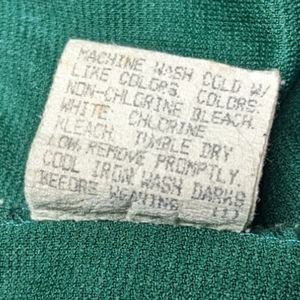 MACHINE WASH COLD W/
LIKE COLORS. COLORS:
NON-CHLORINE BLEACH.
WHITE: CHLORINE
BLEACH. TUMBLE DRY
LOW. REMOVE PROMPTLY.
COOL IRON. WASH DARKS
BEFORE WEARING (1)